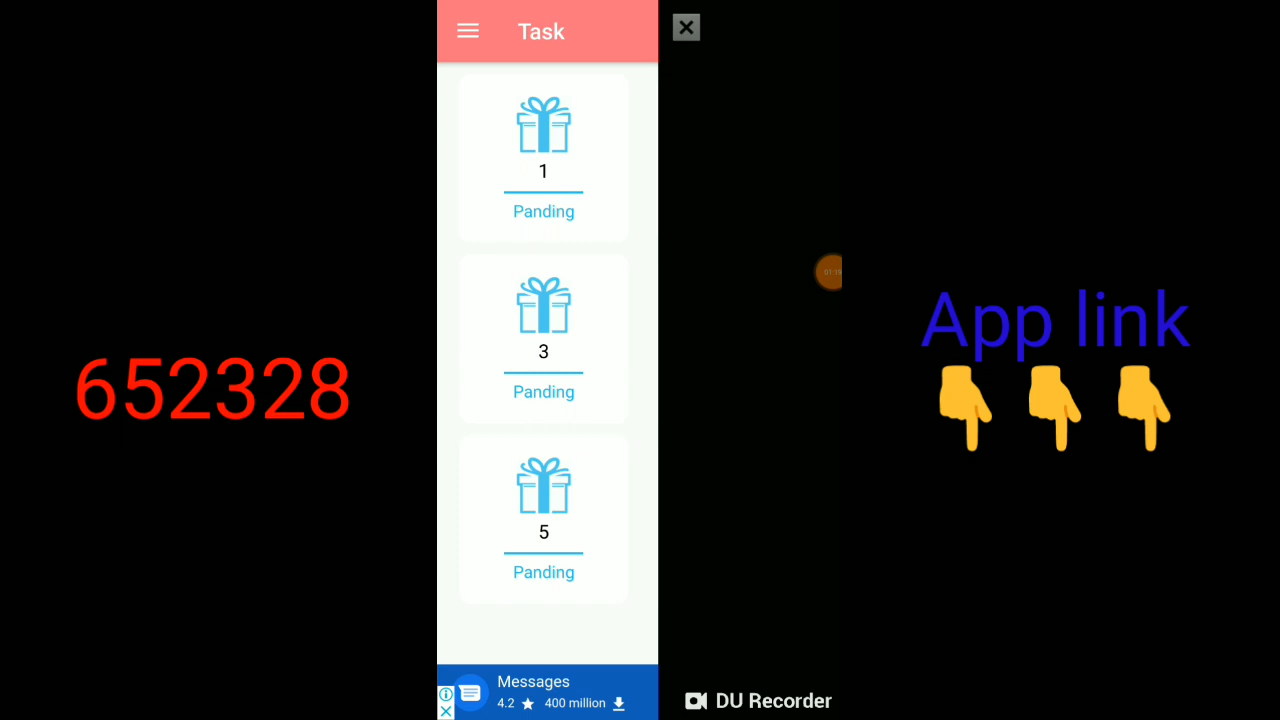 652328
Task
1
Panding
3
Panding
5
Panding
Messages
4.2 ★ 400 million
App link
👇 👇 👇
DU Recorder